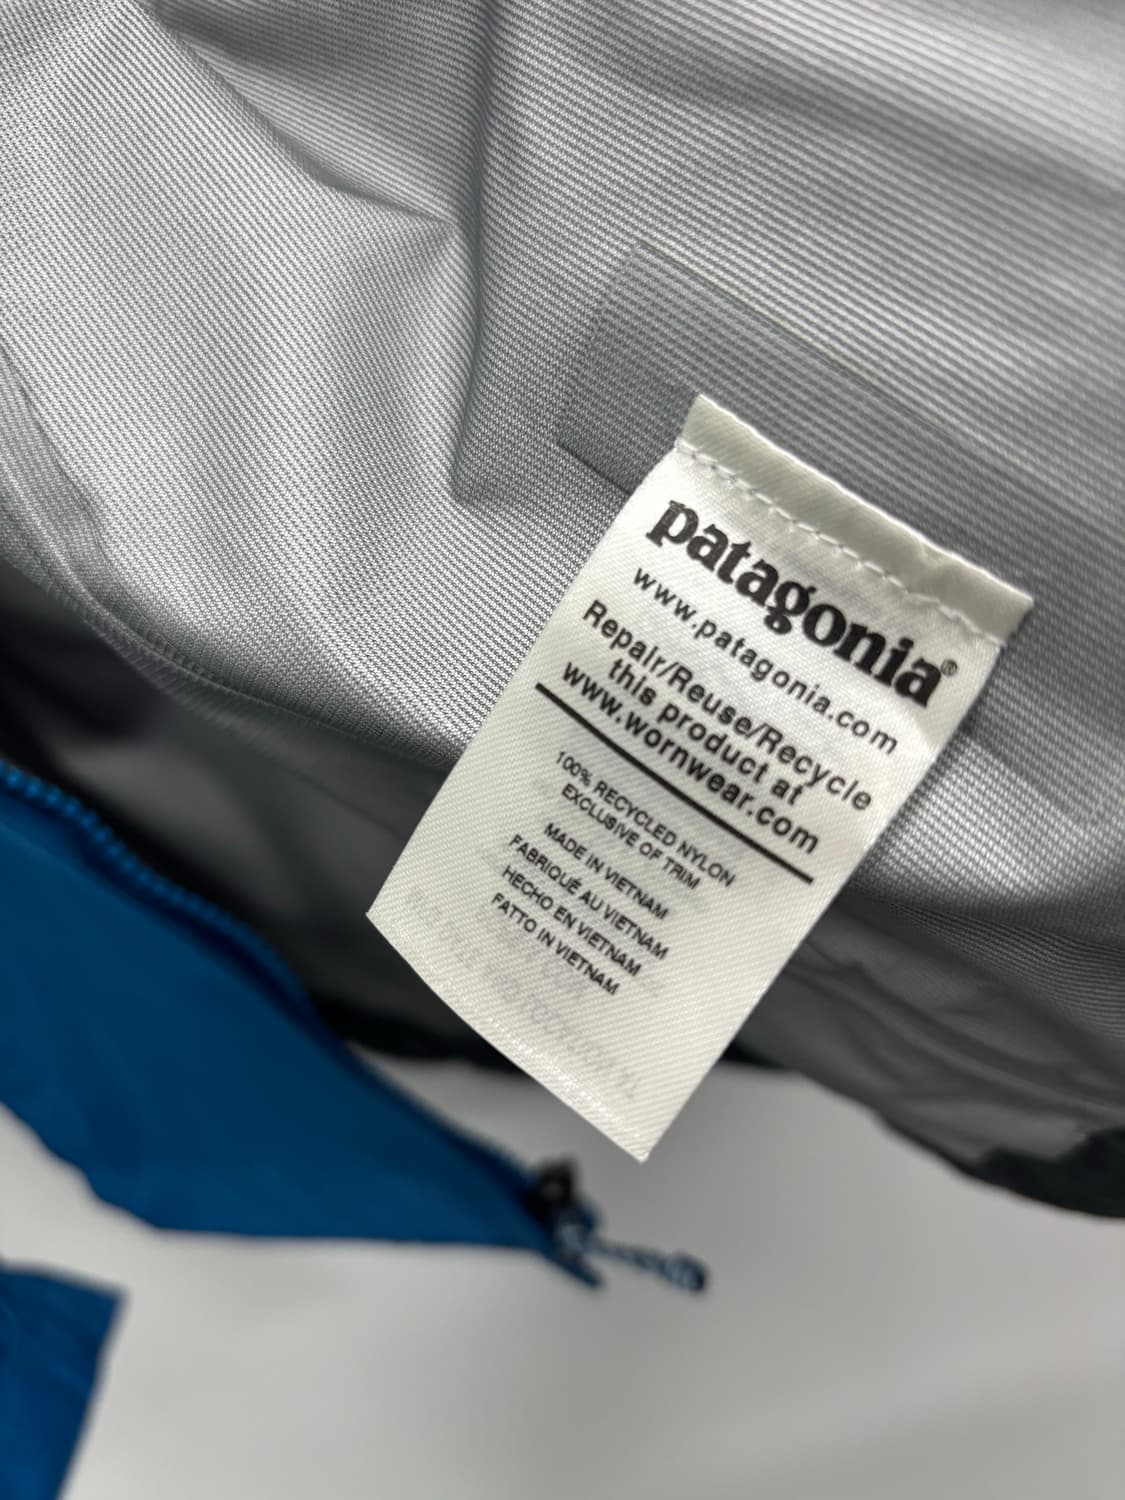 patagonia®
www.patagonia.com
Repair/Reuse/Recycle
this product at
www.wornwear.com
100% RECYCLED NYLON
EXCLUSIVE OF TRIM
MADE IN VIETNAM
FABRIQUÉ AU VIETNAM
HECHO EN VIETNAM
FATTO IN VIETNAM